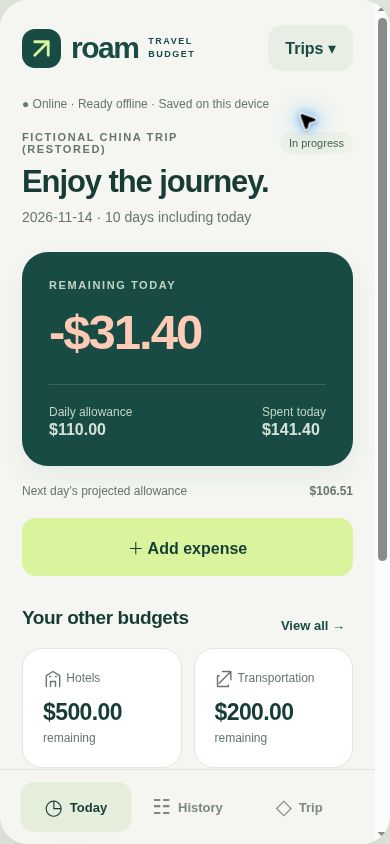 roam
TRAVEL
BUDGET
Trips ▾
● Online · Ready offline · Saved on this device
FICTIONAL CHINA TRIP
(RESTORED)
In progress
Enjoy the journey.
2026-11-14 · 10 days including today
REMAINING TODAY
-$31.40
Daily allowance
$110.00
Spent today
$141.40
Next day's projected allowance $106.51
+ Add expense
Your other budgets
View all →
Hotels
$500.00
remaining
Transportation
$200.00
remaining
Today
History
Trip